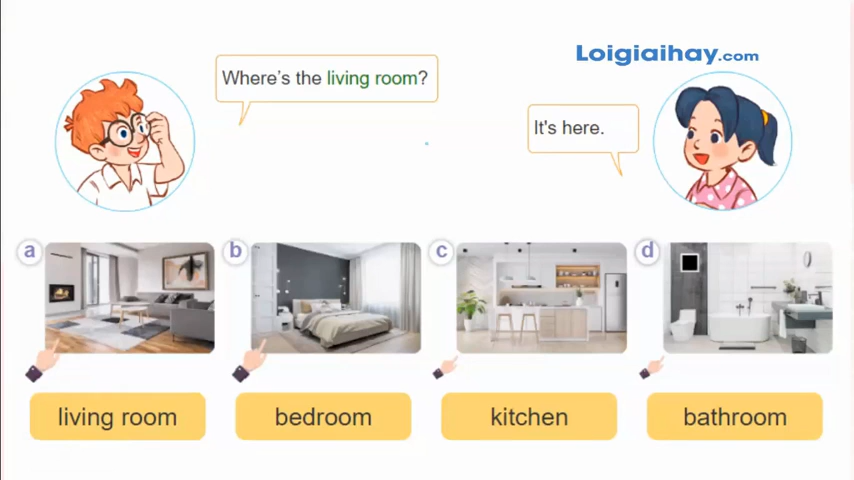 Loigiaihay.com
Where's the living room?
It's here.
a
b
c
d
living room
bedroom
kitchen
bathroom